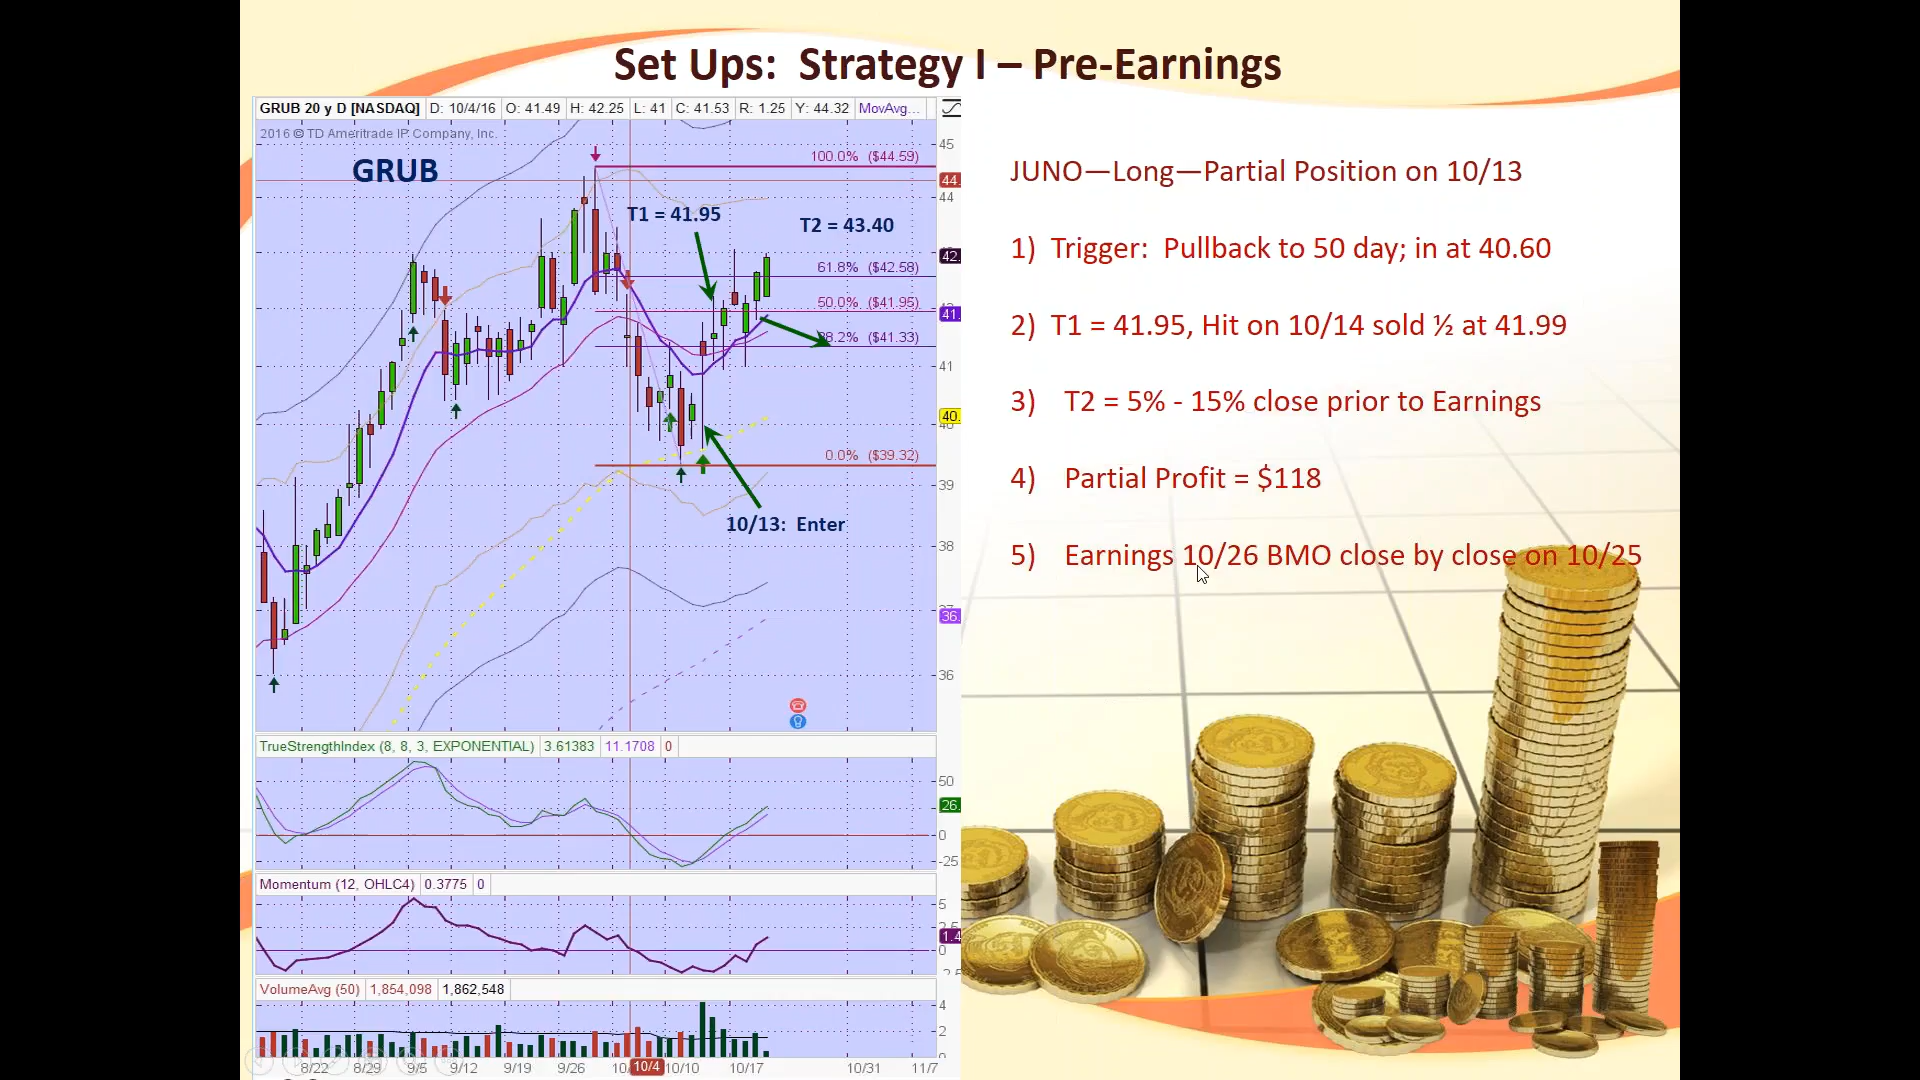 Set Ups:  Strategy I – Pre-Earnings
GRUB 20 y D [NASDAQ] D: 10/4/16 O: 41.49 H: 42.25 L: 41 C: 41.53 R: 1.25 Y: 44.32 MovAvg...
2016 © TD Ameritrade IP Company, Inc.
GRUB
100.0% ($44.59)
T1 = 41.95
T2 = 43.40
61.8% ($42.58)
50.0% ($41.95)
38.2% ($41.33)
0.0% ($39.32)
10/13:  Enter
45
44.
44
42.
41.
41
40.
40
39
38
36.
36
TrueStrengthIndex (8, 8, 3, EXPONENTIAL) 3.61383 11.1708 0
50
26.
0
-25
Momentum (12, OHLC4) 0.3775 0
5
1.4
0
VolumeAvg (50) 1,854,098 1,862,548
4
2
0
8/22 8/29 9/5 9/12 9/19 9/26 10/4 10/10 10/17 10/31 11/7
JUNO—Long—Partial Position on 10/13
1) Trigger:  Pullback to 50 day; in at 40.60
2) T1 = 41.95, Hit on 10/14 sold ½ at 41.99
3) T2 = 5% - 15% close prior to Earnings
4) Partial Profit = $118
5) Earnings 10/26 BMO close by close on 10/25